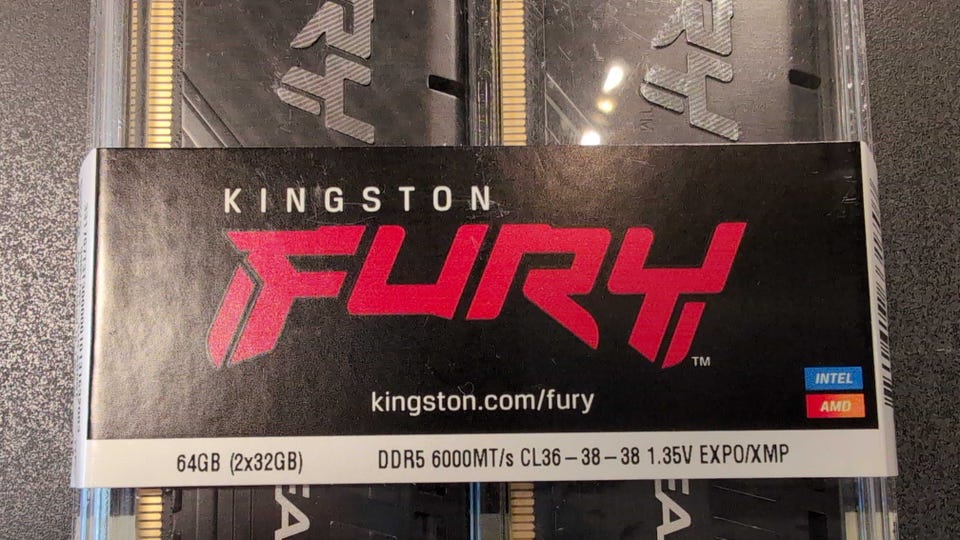 KINGSTON
FURY
TM
kingston.com/fury
INTEL
AMD
64GB (2x32GB)
DDR5 6000MT/s CL36-38-38 1.35V EXPO/XMP